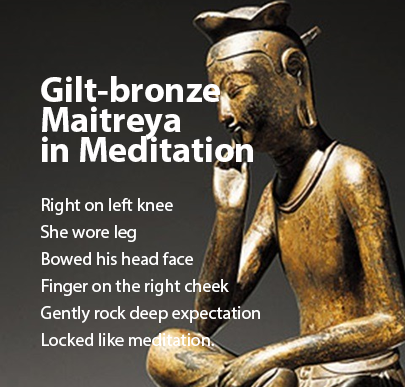 Gilt-bronze
Maitreya
in Meditation
Right on left knee
She wore leg
Bowed his head face
Finger on the right cheek
Gently rock deep expectation
Locked like meditation.